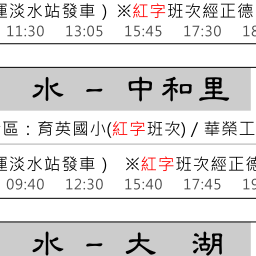 運淡水站發車 ) ※紅字班次經正德
11:30 13:05 15:45 17:30 18
水 – 中和里
區：育英國小(紅字班次) / 華榮工
運淡水站發車 ) ※紅字班次經正德
09:40 12:30 15:40 17:45 19
水 – 大 湖